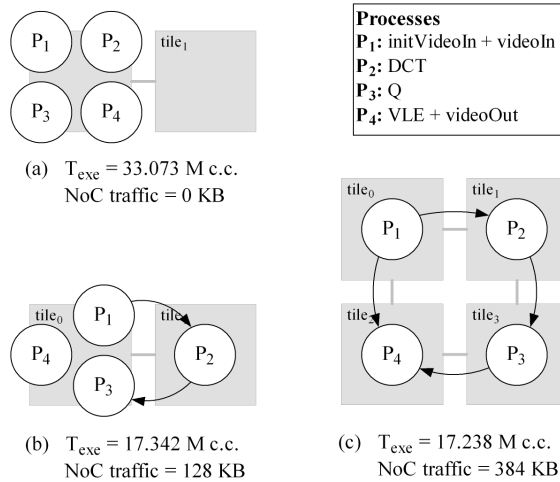 P₁
P₂
tile₁
P₃
P₄
(a) Tₑₓₑ = 33.073 M c.c.
NoC traffic = 0 KB
Processes
P₁: initVideoIn + videoIn
P₂: DCT
P₃: Q
P₄: VLE + videoOut
tile₀
P₁
tile
P₄
P₂
P₃
(b) Tₑₓₑ = 17.342 M c.c.
NoC traffic = 128 KB
tile₀
tile₁
P₁
P₂
tile₂
tile₃
P₄
P₃
(c) Tₑₓₑ = 17.238 M c.c.
NoC traffic = 384 KB